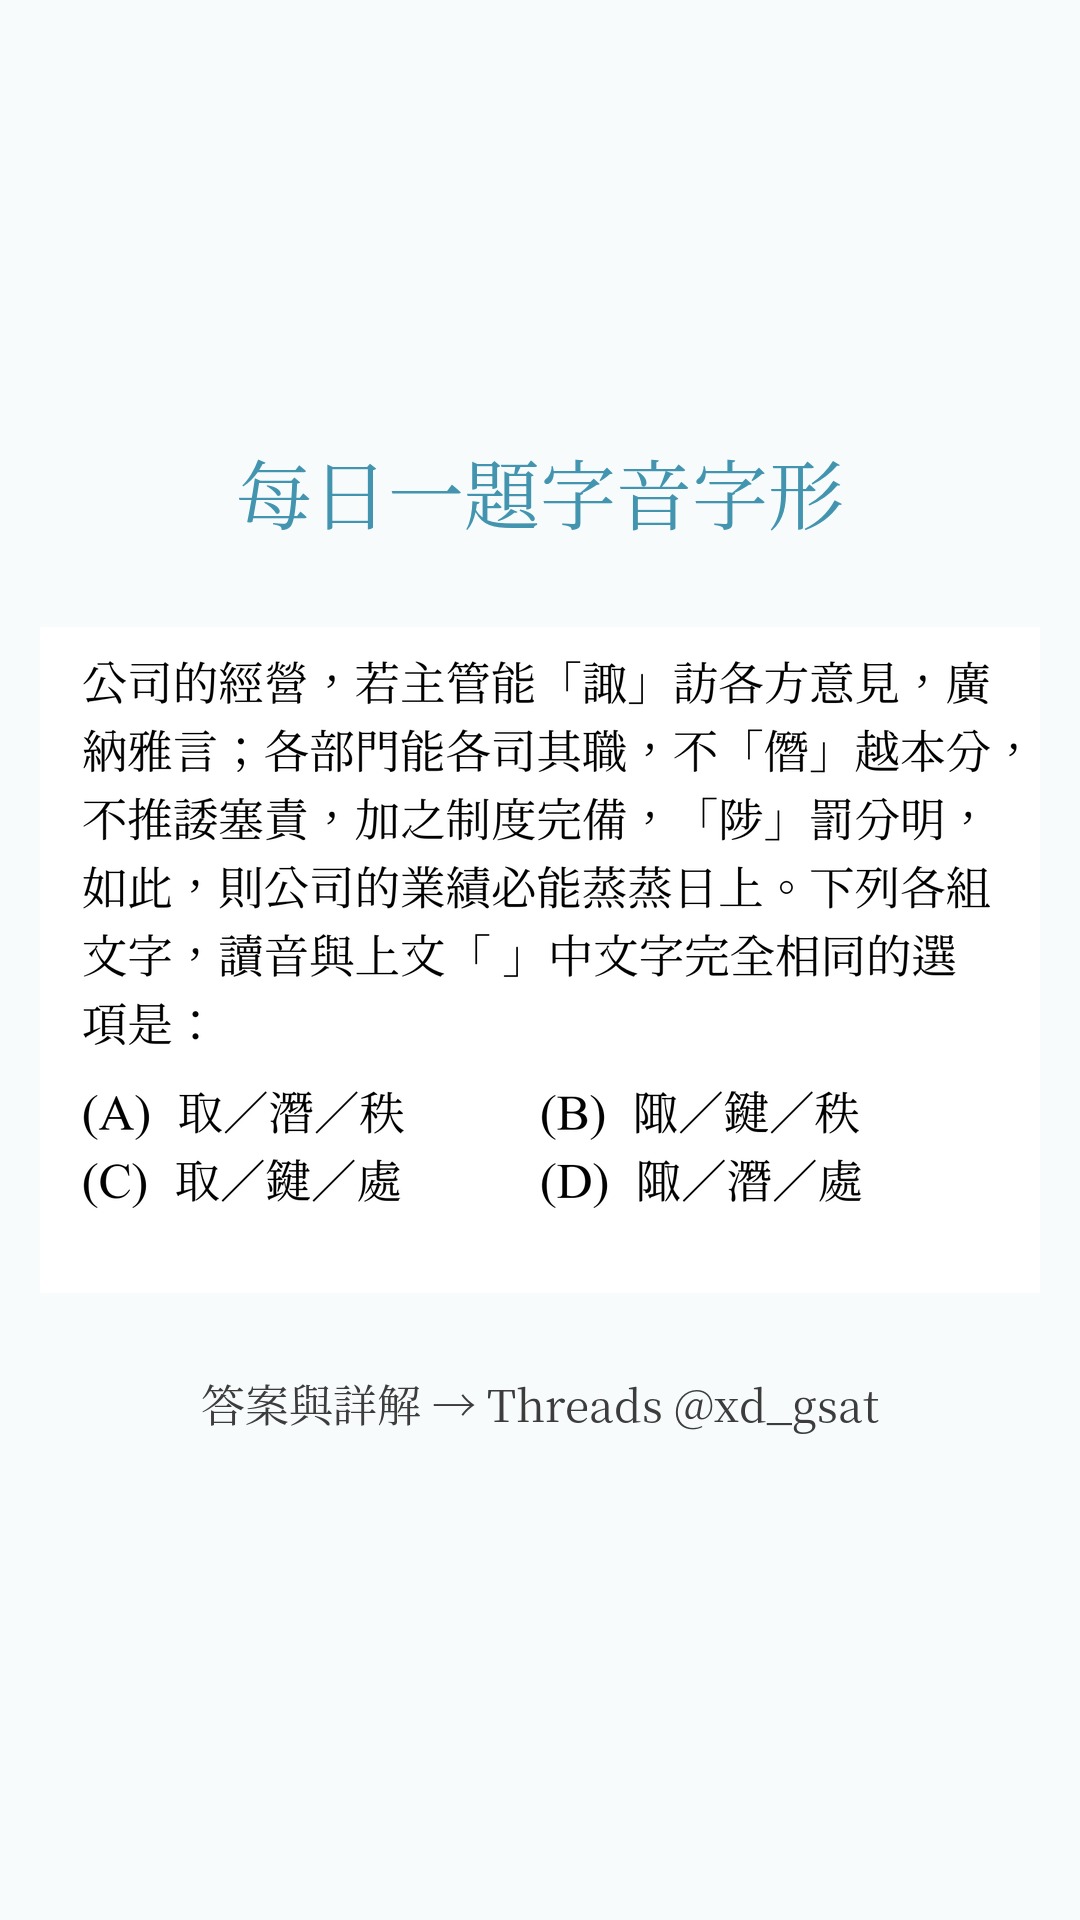 每日一題字音字形
公司的經營，若主管能「諏」訪各方意見，廣
納雅言；各部門能各司其職，不「僭」越本分，
不推諉塞責，加之制度完備，「陟」罰分明，
如此，則公司的業績必能蒸蒸日上。下列各組
文字，讀音與上文「 」中文字完全相同的選
項是：
(A) 取／潛／秩 (B) 陬／鍵／秩
(C) 取／鍵／處 (D) 陬／潛／處
答案與詳解 → Threads @xd_gsat